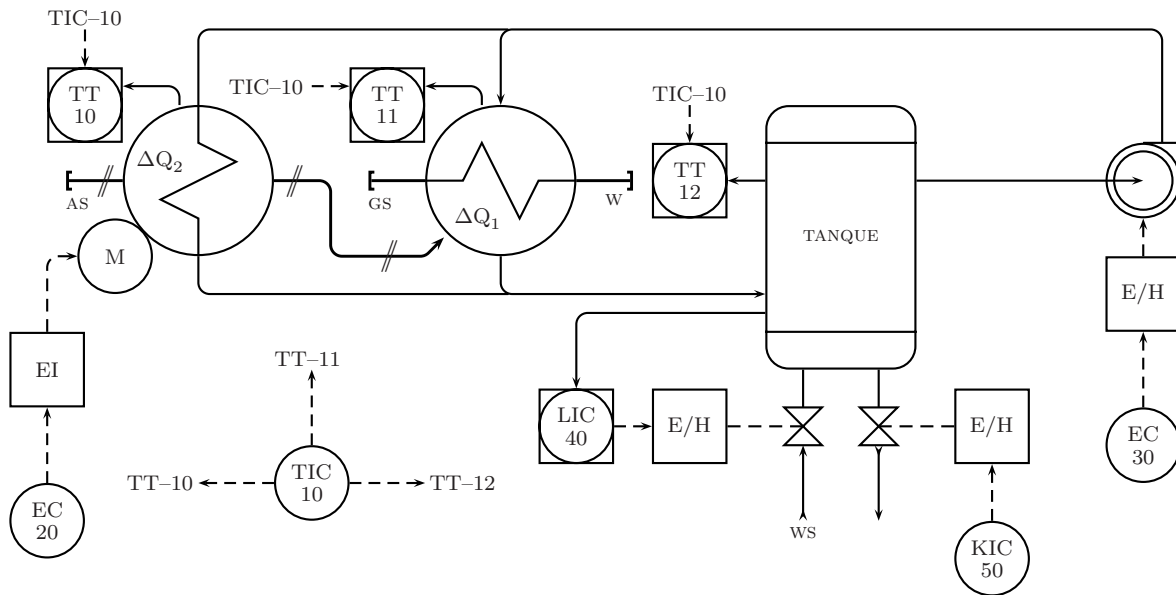 TIC–10
TT
10
TIC–10
TT
11
TIC–10
TT
12
ΔQ₂
AS
GS
ΔQ₁
W
TANQUE
M
E/H
EI
TT–11
LIC
40
E/H
E/H
EC
30
TT–10
TIC
10
TT–12
EC
20
WS
KIC
50